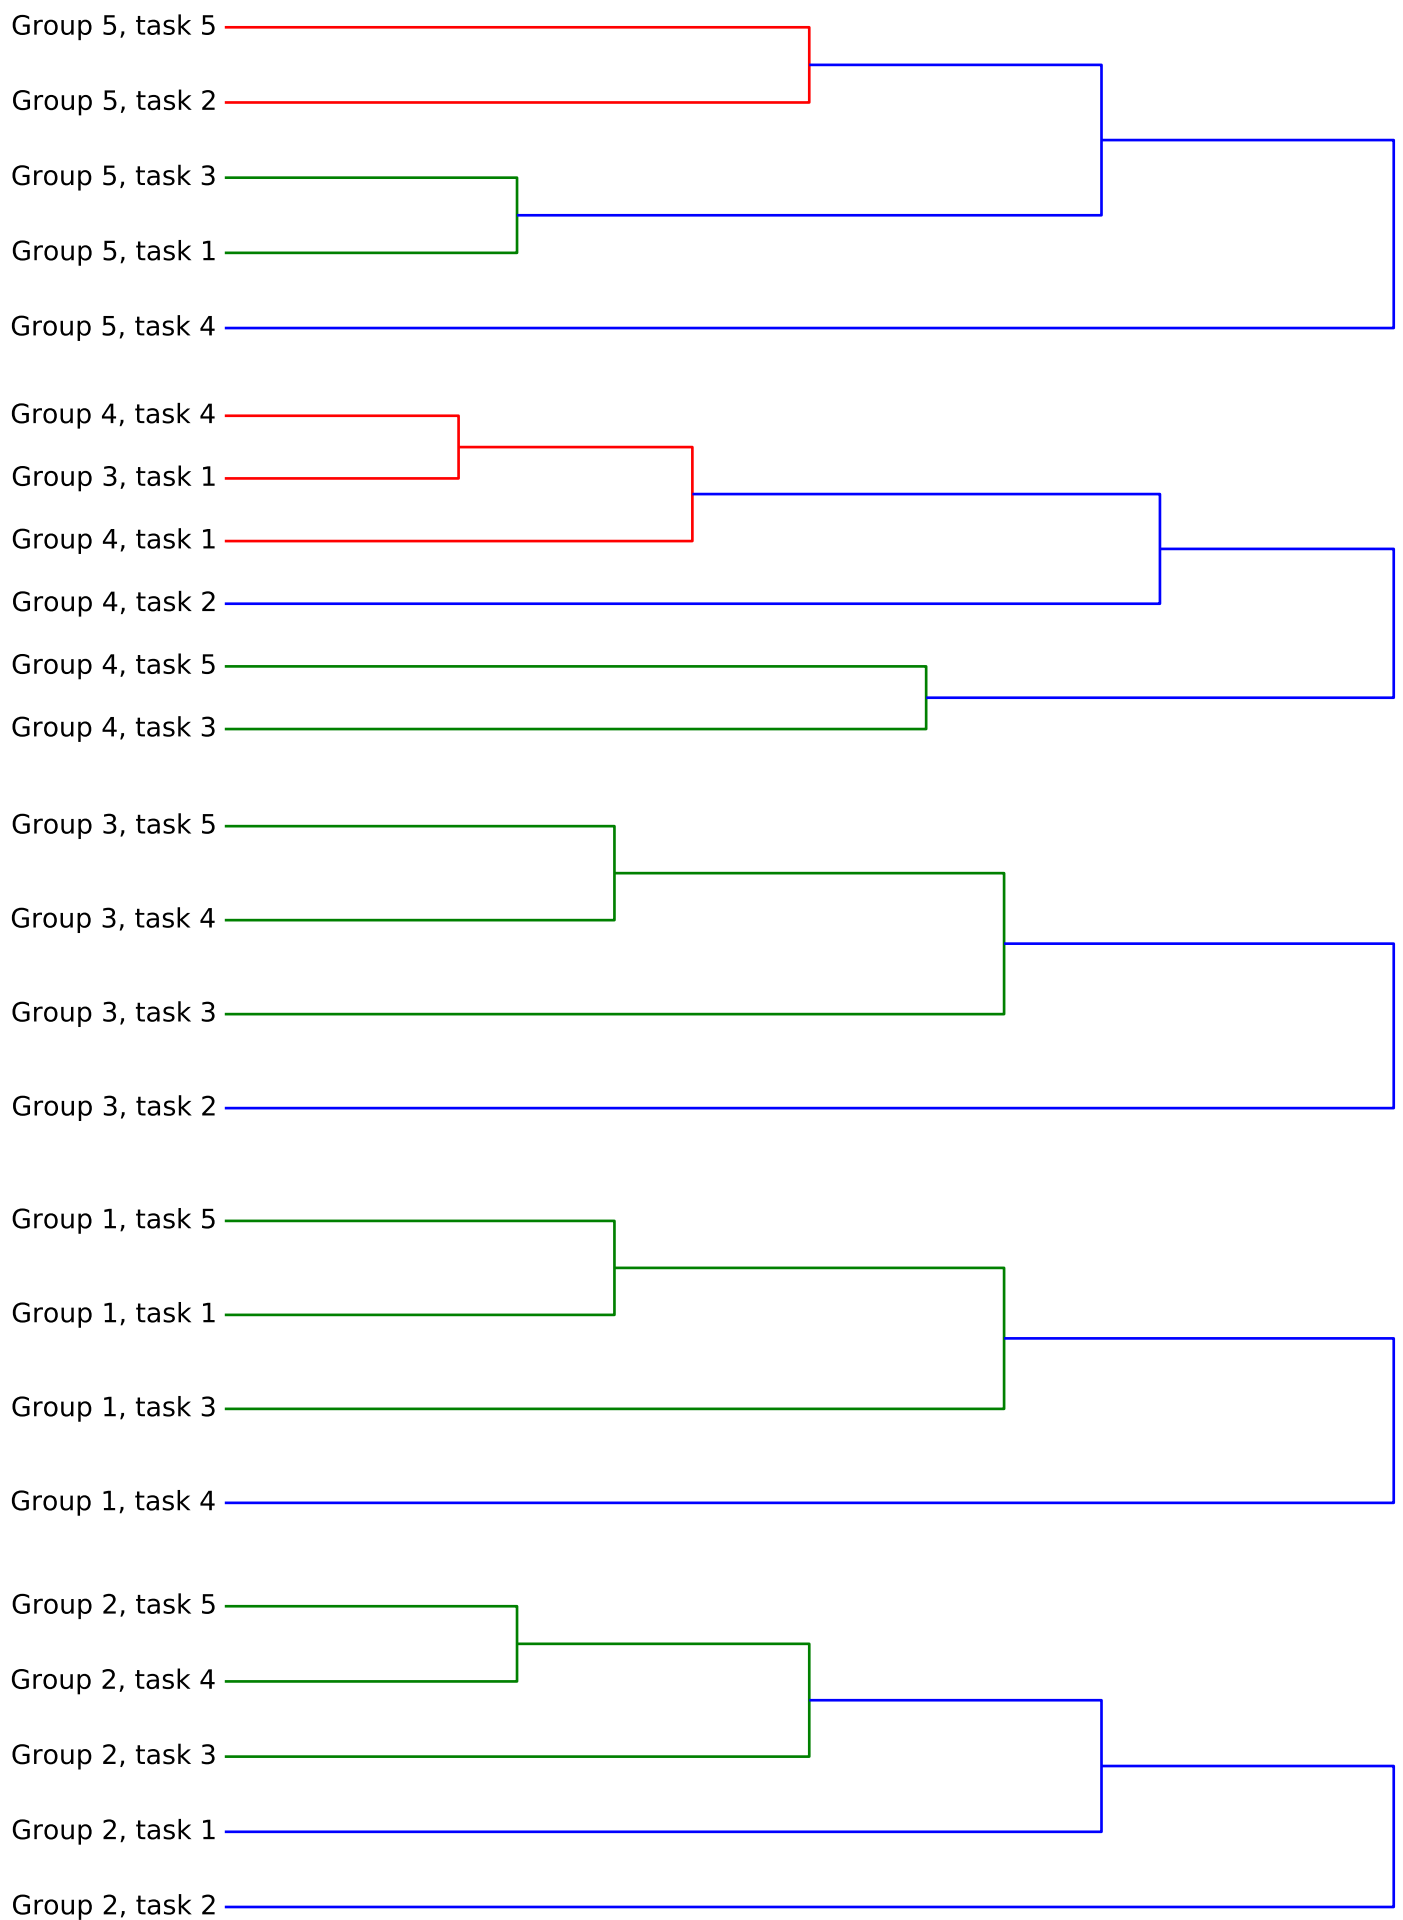 Group 5, task 5
Group 5, task 2
Group 5, task 3
Group 5, task 1
Group 5, task 4
Group 4, task 4
Group 3, task 1
Group 4, task 1
Group 4, task 2
Group 4, task 5
Group 4, task 3
Group 3, task 5
Group 3, task 4
Group 3, task 3
Group 3, task 2
Group 1, task 5
Group 1, task 1
Group 1, task 3
Group 1, task 4
Group 2, task 5
Group 2, task 4
Group 2, task 3
Group 2, task 1
Group 2, task 2